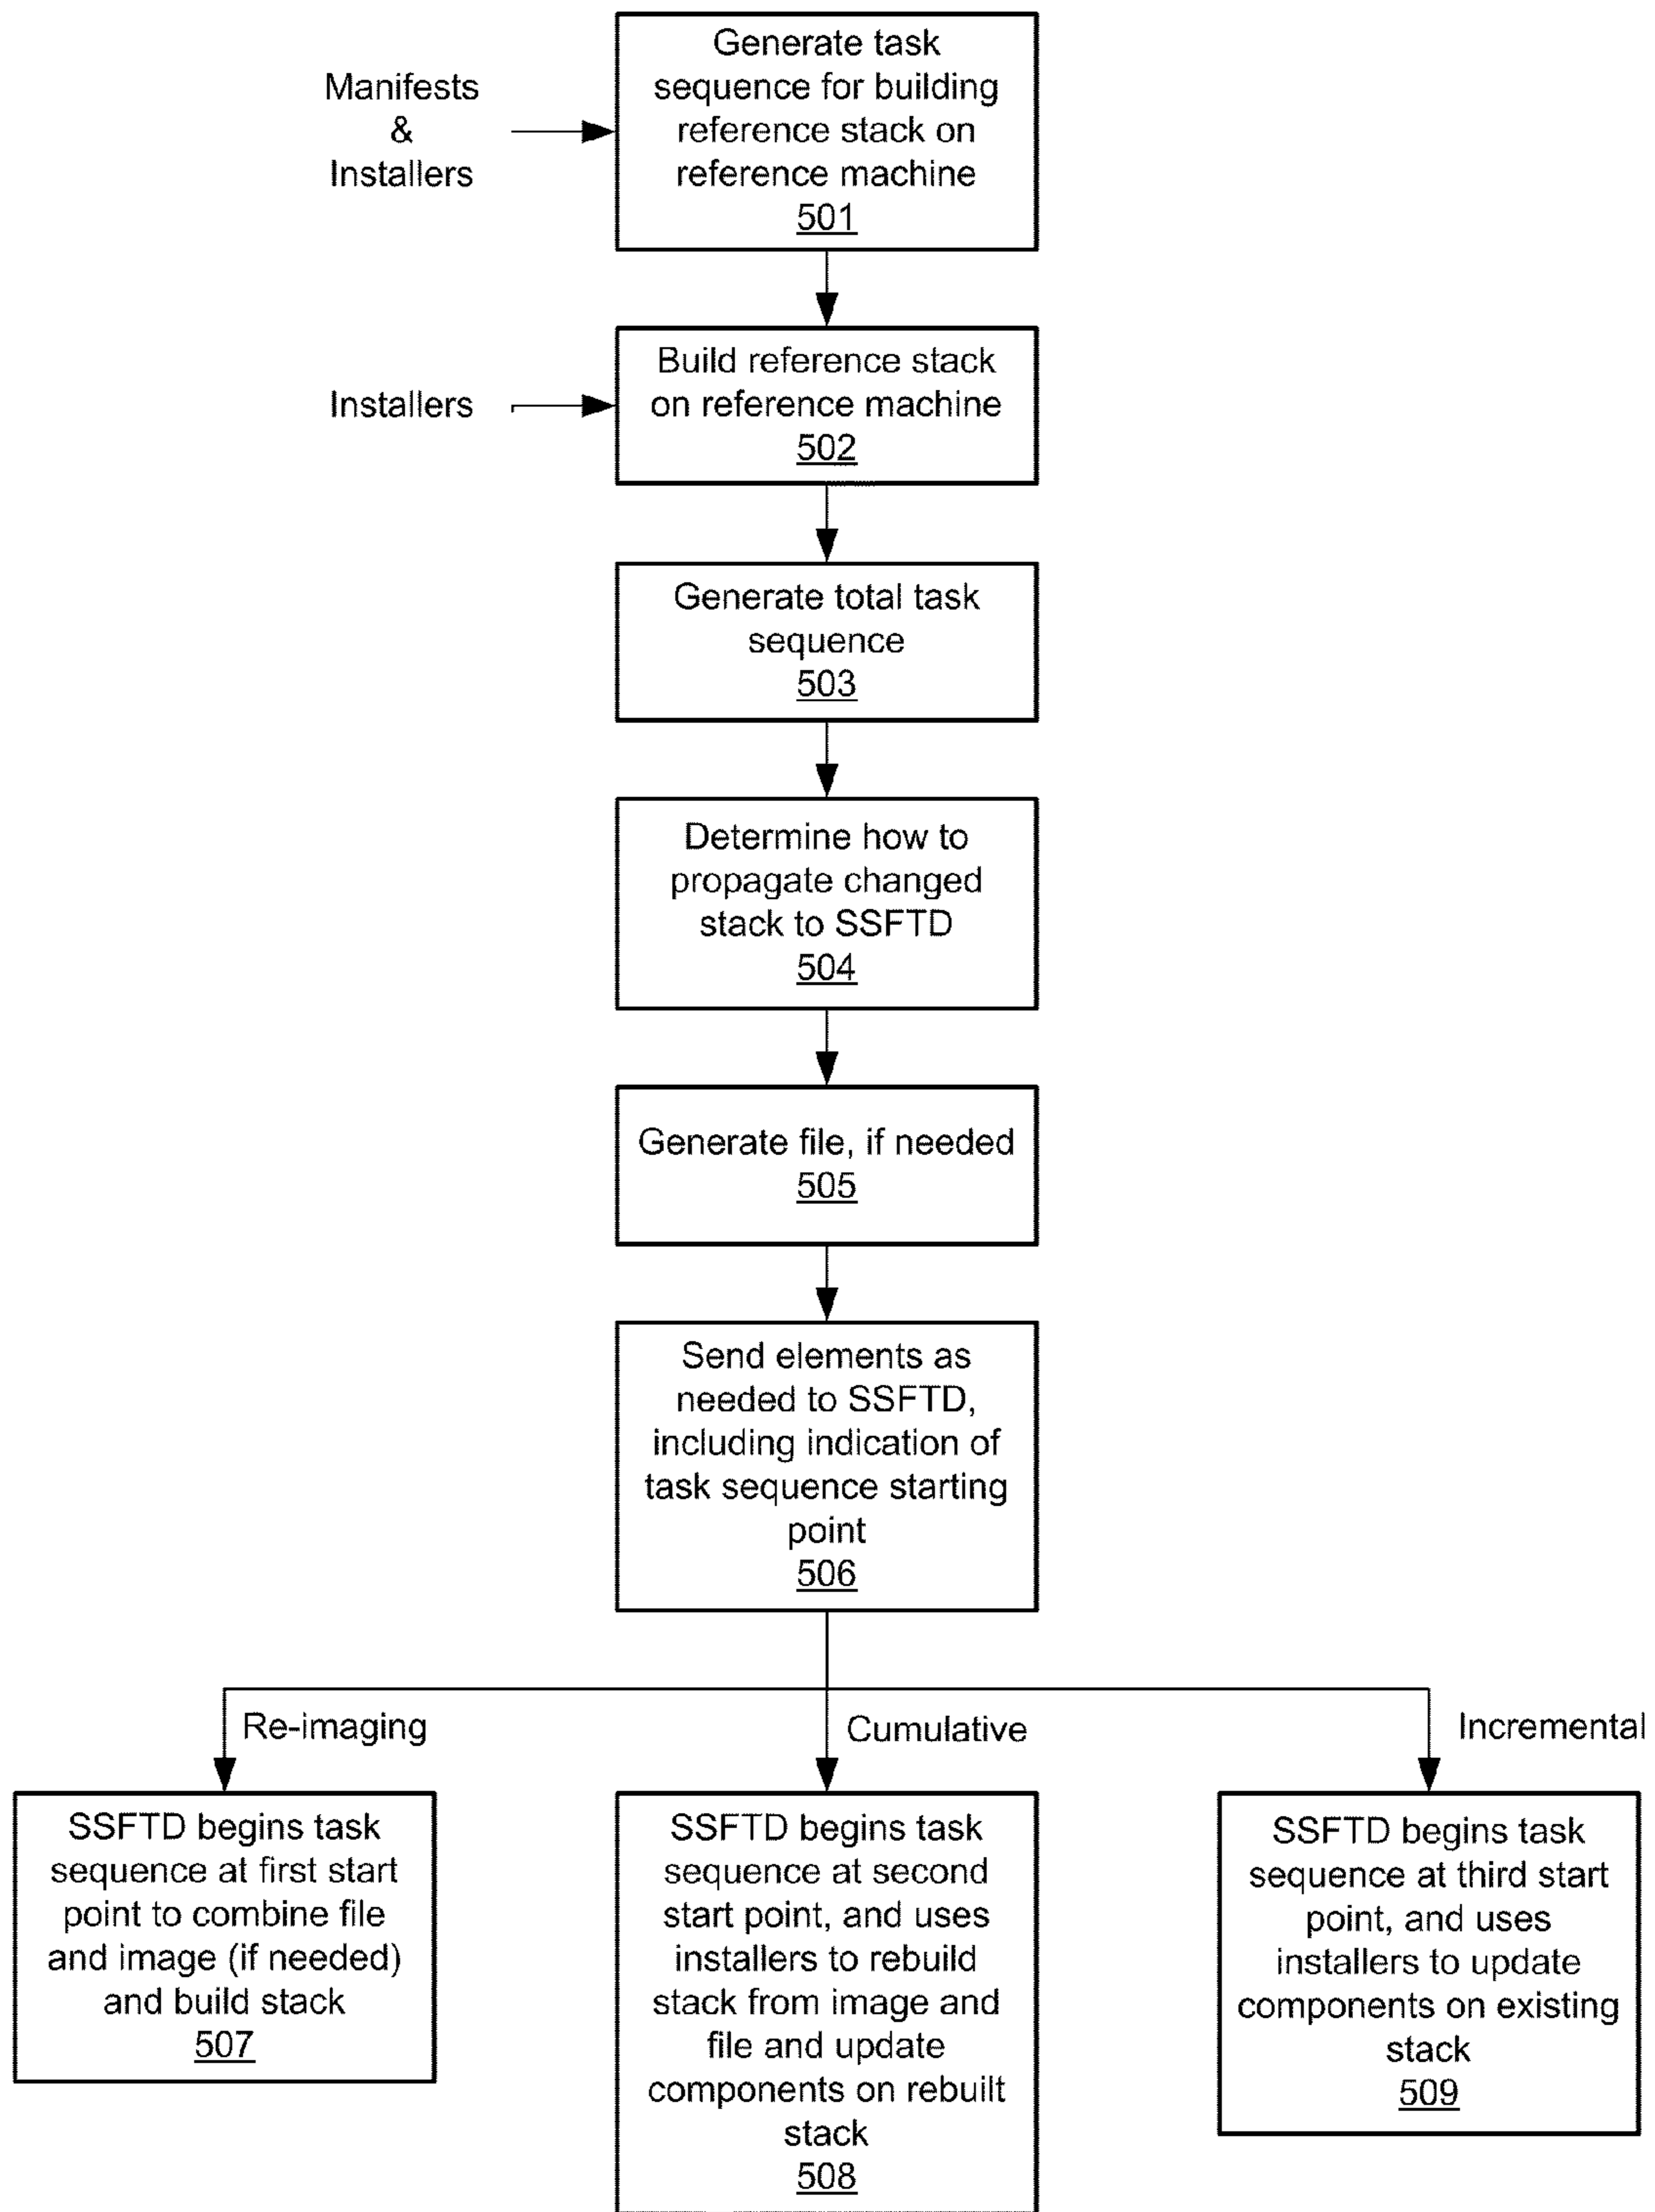 Generate task
sequence for building
reference stack on
reference machine
501
Manifests
&
Installers
Build reference stack
on reference machine
502
Installers
Generate total task
sequence
503
Determine how to
propagate changed
stack to SSFTD
504
Generate file, if needed
505
Send elements as
needed to SSFTD,
including indication of
task sequence starting
point
506
Re-imaging
Cumulative
Incremental
SSFTD begins task
sequence at first start
point to combine file
and image (if needed)
and build stack
507
SSFTD begins task
sequence at second
start point, and uses
installers to rebuild
stack from image and
file and update
components on rebuilt
stack
508
SSFTD begins task
sequence at third start
point, and uses
installers to update
components on existing
stack
509